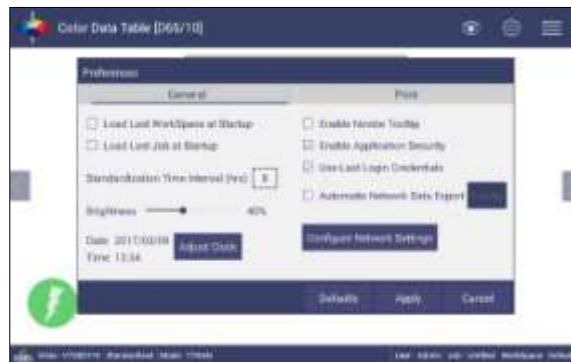 Color Data Table [D65/10]
Preferences
General
Print
Load Last WorkSpace at Startup
Load Last Job at Startup
Standardization Time Interval (hrs) 8
Brightness 40%
Date: 2017/03/08
Time: 13:54
Adjust Clock
Enable Novice Tooltip
Enable Application Security
Use Last Login Credentials
Automatic Network Data Export
Configure Network Settings
Defaults
Apply
Cancel